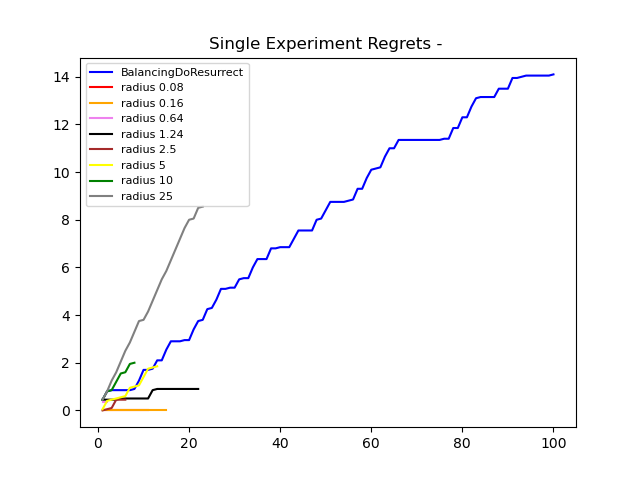 Single Experiment Regrets -
BalancingDoResurrect
radius 0.08
radius 0.16
radius 0.64
radius 1.24
radius 2.5
radius 5
radius 10
radius 25
14
12
10
8
6
4
2
0
0 20 40 60 80 100